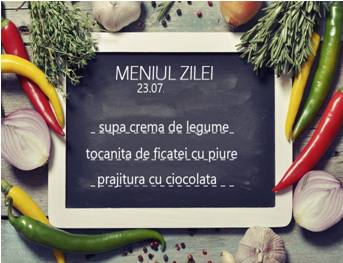 MENIUL ZILEI
23.07.
supa crema de legume
tocanita de ficatei cu piure
prajitura cu ciocolata